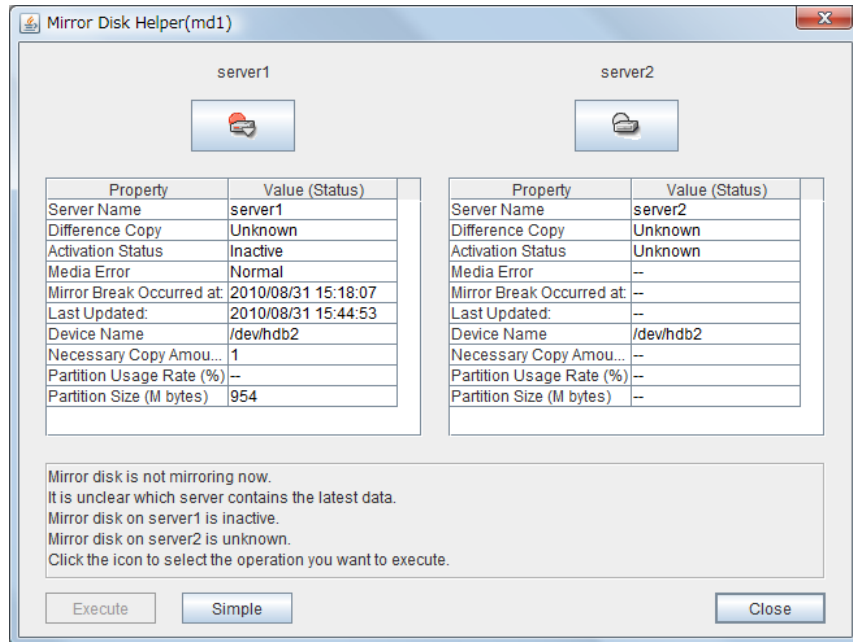 Mirror Disk Helper(md1)
server1 server2
Property Value (Status)
Server Name server1
Difference Copy Unknown
Activation Status Inactive
Media Error Normal
Mirror Break Occurred at: 2010/08/31 15:18:07
Last Updated: 2010/08/31 15:44:53
Device Name /dev/hdb2
Necessary Copy Amou... 1
Partition Usage Rate (%) --
Partition Size (M bytes) 954
Property Value (Status)
Server Name server2
Difference Copy Unknown
Activation Status Unknown
Media Error --
Mirror Break Occurred at: --
Last Updated: --
Device Name /dev/hdb2
Necessary Copy Amou... --
Partition Usage Rate (%) --
Partition Size (M bytes) --
Mirror disk is not mirroring now.
It is unclear which server contains the latest data.
Mirror disk on server1 is inactive.
Mirror disk on server2 is unknown.
Click the icon to select the operation you want to execute.
Execute Simple Close